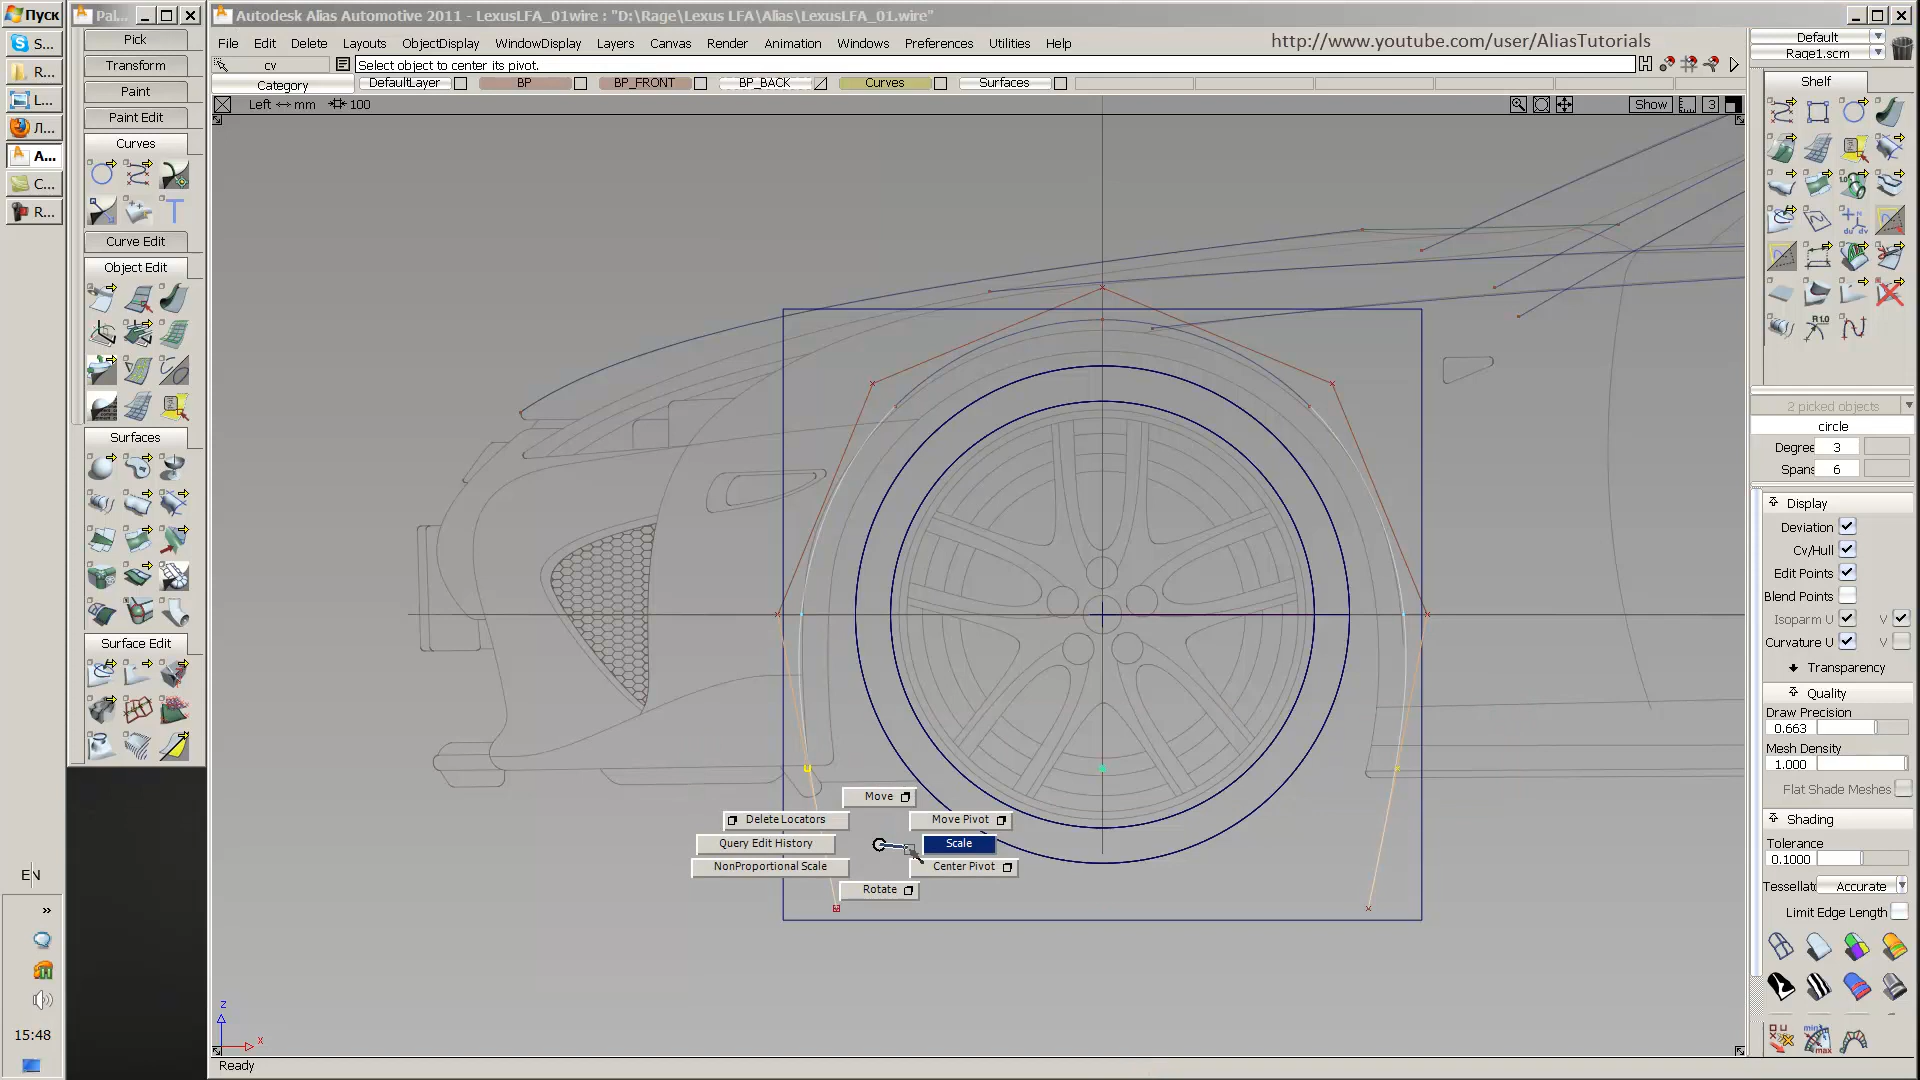 Пуск
Pal...
Autodesk Alias Automotive 2011 - LexusLFA_01wire : "D:\Rage\Lexus LFA\Alias\LexusLFA_01.wire"
File Edit Delete Layouts ObjectDisplay WindowDisplay Layers Canvas Render Animation Windows Preferences Utilities Help
http://www.youtube.com/user/AliasTutorials
cv
Select object to center its pivot.
Category
DefaultLayer BP BP_FRONT BP_BACK Curves Surfaces
Left ↔ mm 100
Show 3
S...
R...
L...
Л...
A...
C...
R...
EN
»
15:48
Pick
Transform
Paint
Paint Edit
Curves
Curve Edit
Object Edit
Surfaces
Surface Edit
Move
Delete Locators
Move Pivot
Query Edit History
Scale
NonProportional Scale
Center Pivot
Rotate
z
x
Ready
Default
Rage1.scm
Shelf
2 picked objects
circle
Degree 3
Spans 6
Display
Deviation
Cv/Hull
Edit Points
Blend Points
Isoparm U V
Curvature U V
Transparency
Quality
Draw Precision
0.663
Mesh Density
1.000
Flat Shade Meshes
Shading
Tolerance
0.1000
Tessellat Accurate
Limit Edge Length